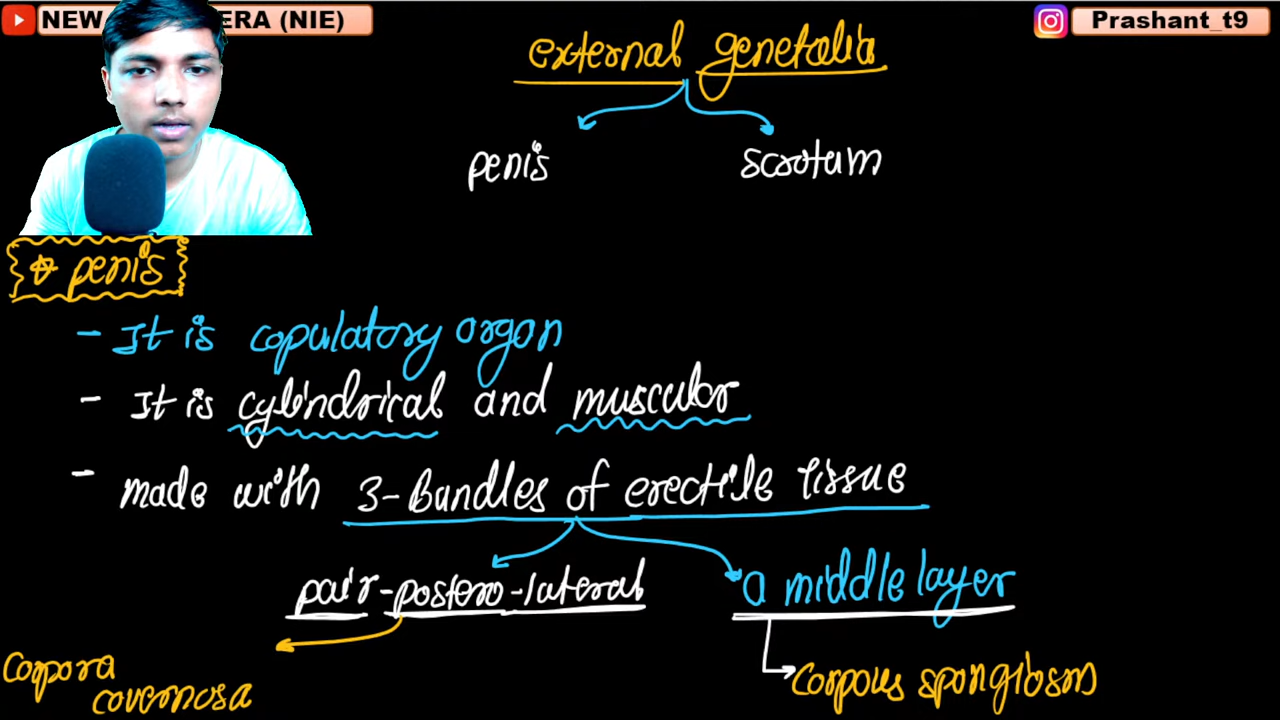 NEW ERA (NIE)
Prashant_t9
external genetalia
penis scrotum
penis
- It is copulatory organ
- It is cylindrical and muscular
- made with 3-Bundles of erectile tissue
pair-postero-lateral
a middle layer
Corpora
covernosa
Corpous spongiosm